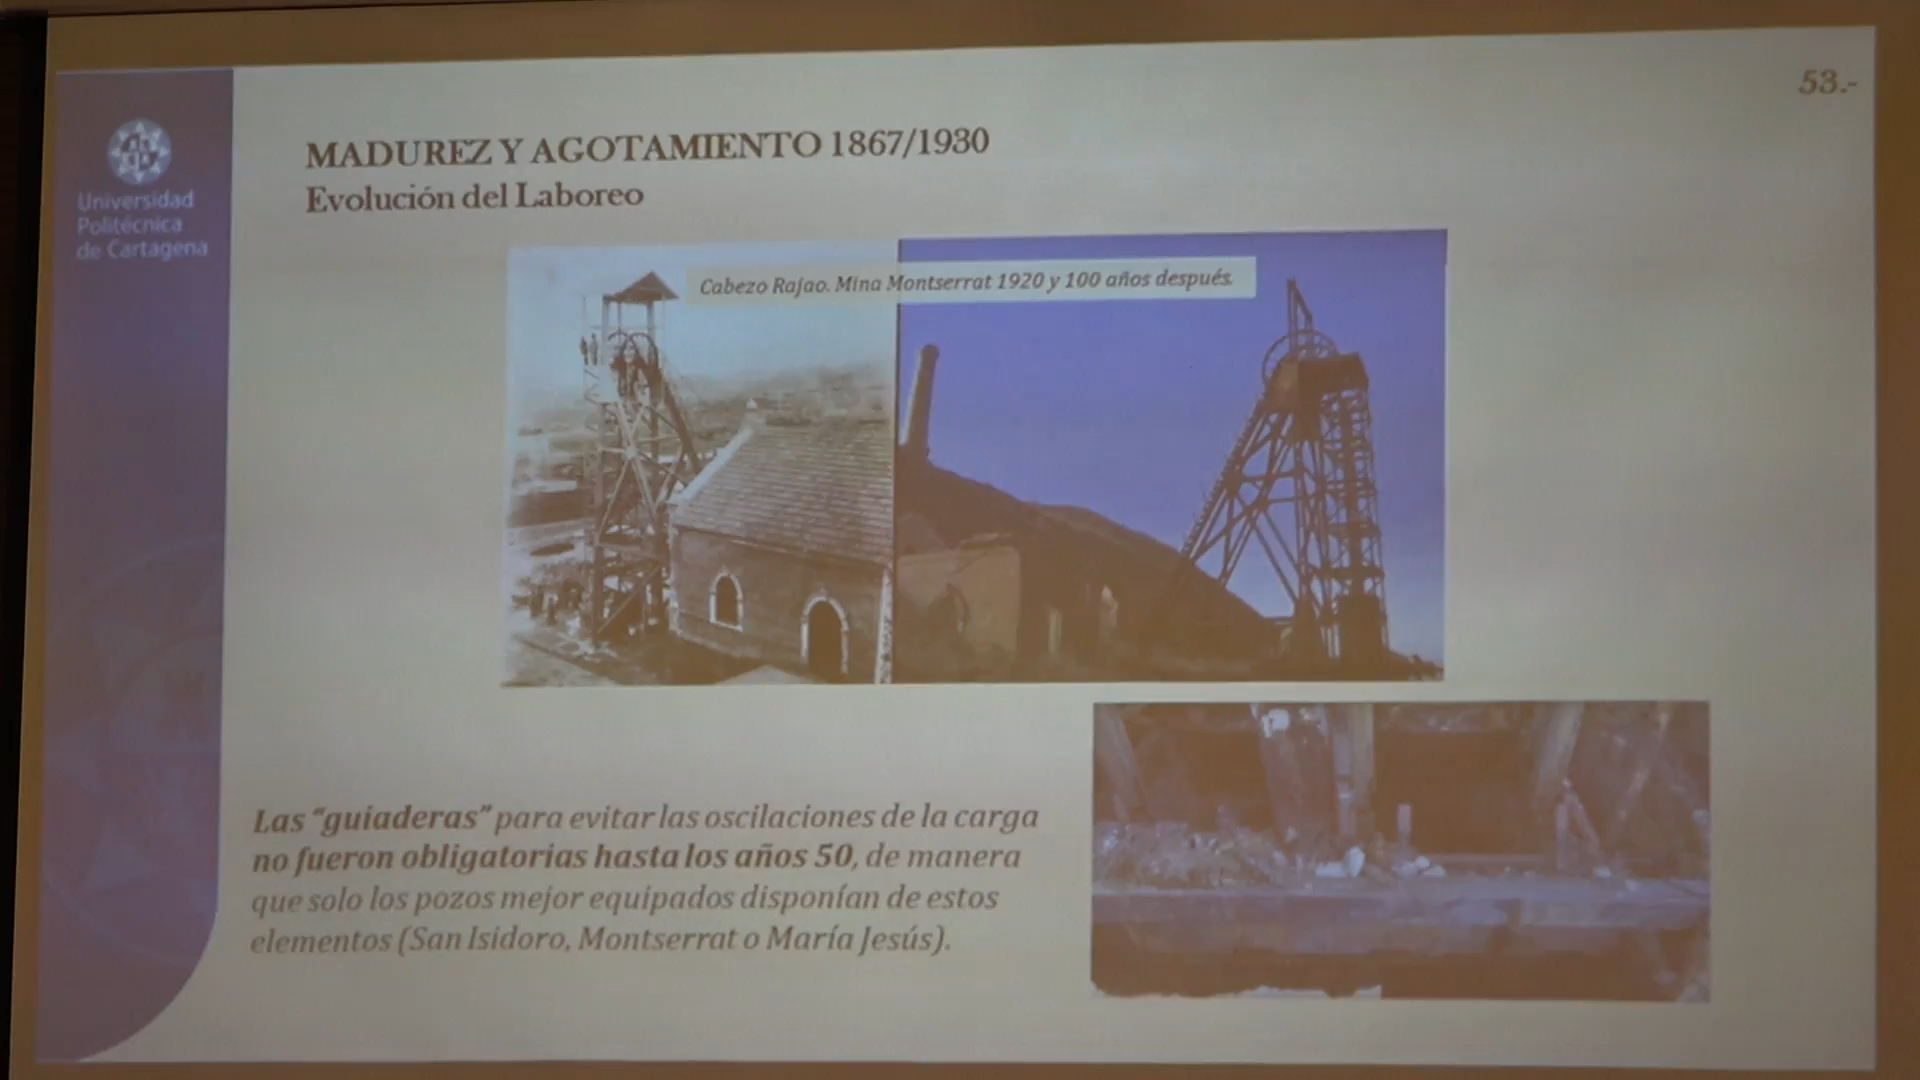 53.-
Universidad
Politécnica
de Cartagena
MADUREZ Y AGOTAMIENTO 1867/1930
Evolución del Laboreo
Cabezo Rajao. Mina Montserrat 1920 y 100 años después.
Las “guiaderas” para evitar las oscilaciones de la carga
no fueron obligatorias hasta los años 50, de manera
que solo los pozos mejor equipados disponían de estos
elementos (San Isidoro, Montserrat o María Jesús).